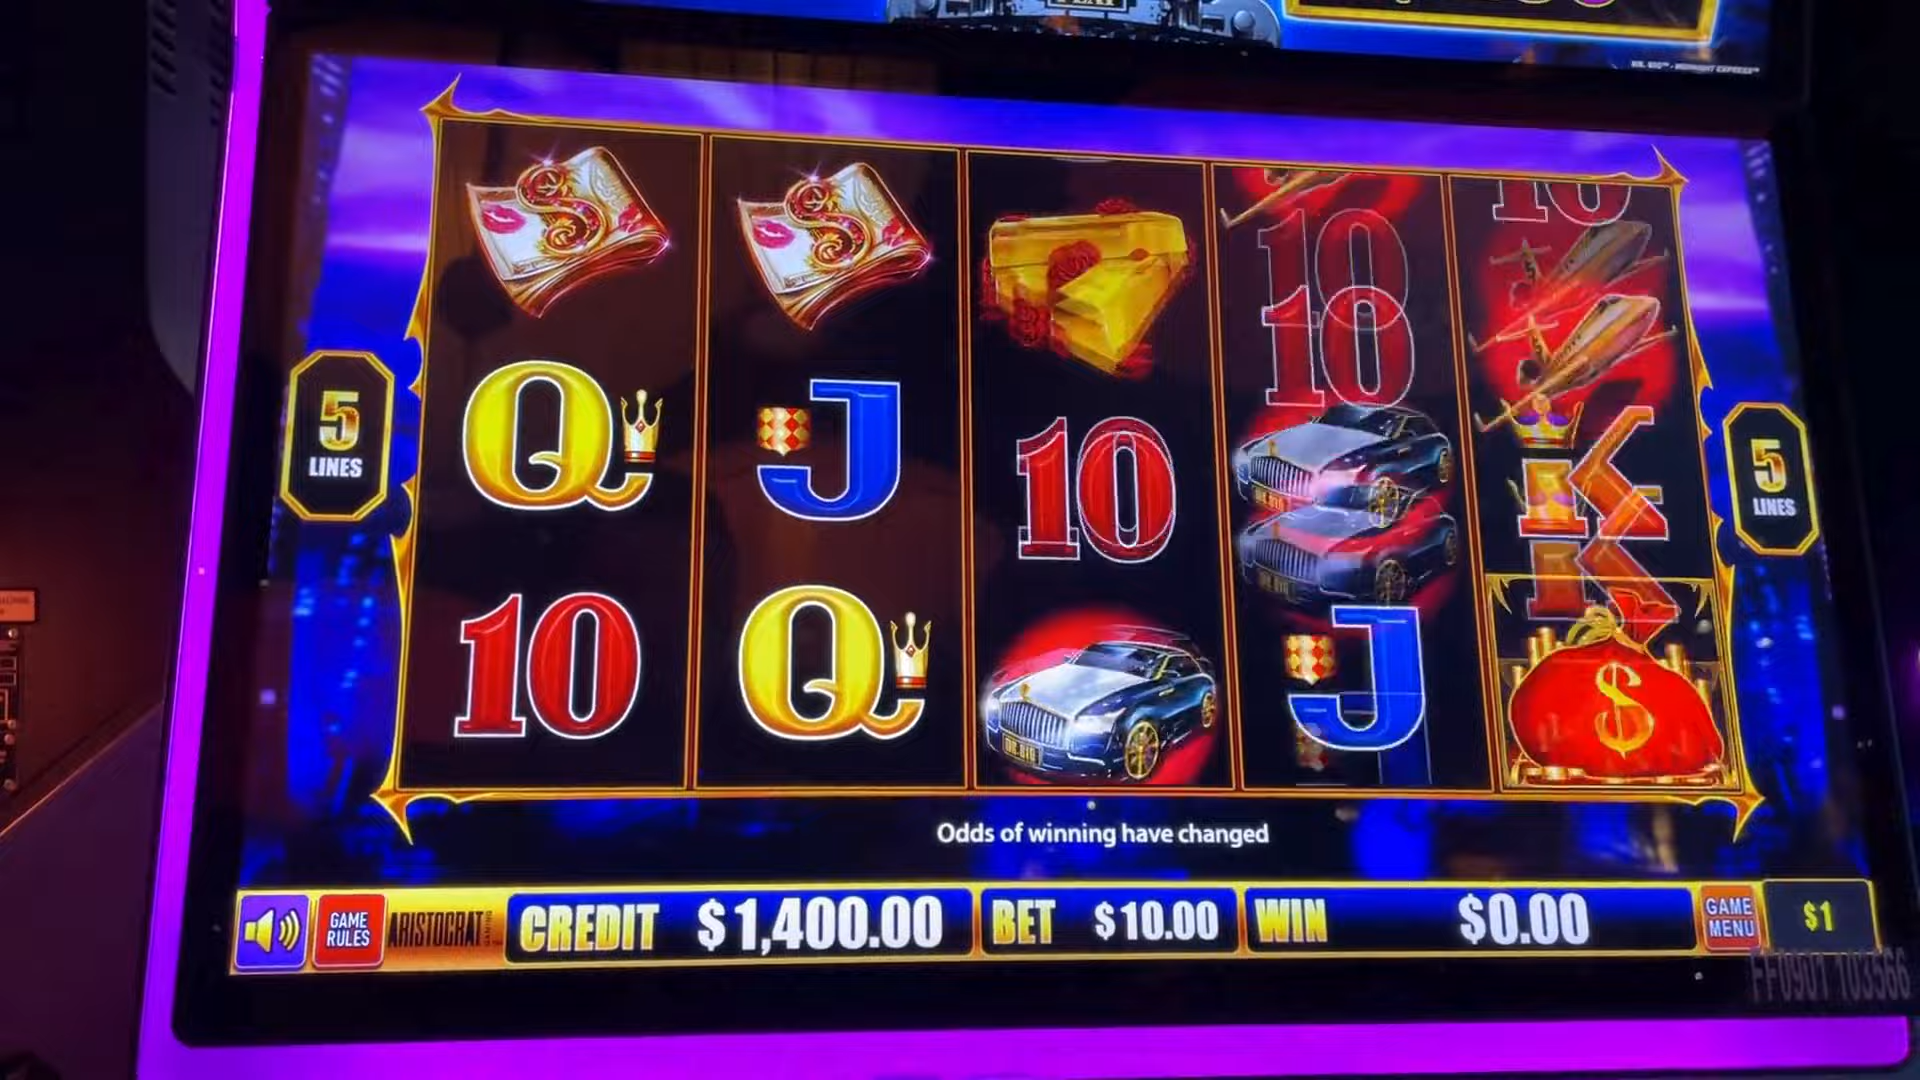 10
10
5
LINES
Q
J
10
10
K
5
LINES
K
10
Q
J
$
Odds of winning have changed
GAME
RULES
ARISTOCRAT
GAMING
CREDIT $1,400.00
BET $10.00
WIN $0.00
GAME
MENU
$1
FF0901 103566